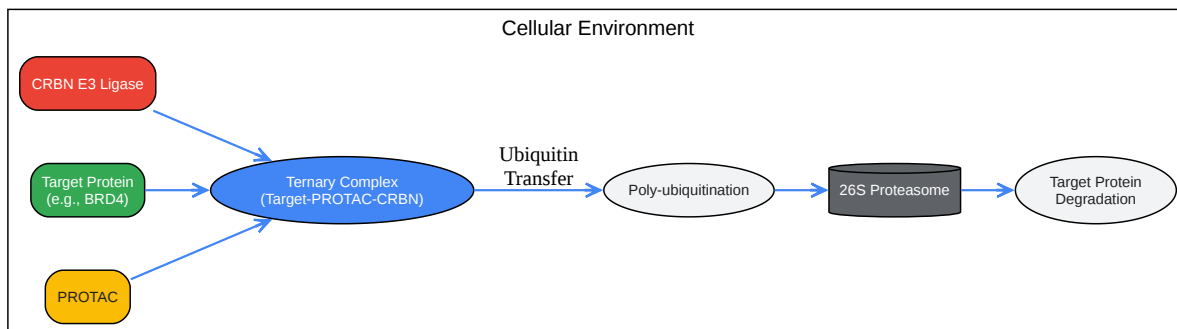 Cellular Environment
CRBN E3 Ligase
Target Protein
(e.g., BRD4)
PROTAC
Ternary Complex
(Target-PROTAC-CRBN)
Ubiquitin
Transfer
Poly-ubiquitination
26S Proteasome
Target Protein
Degradation